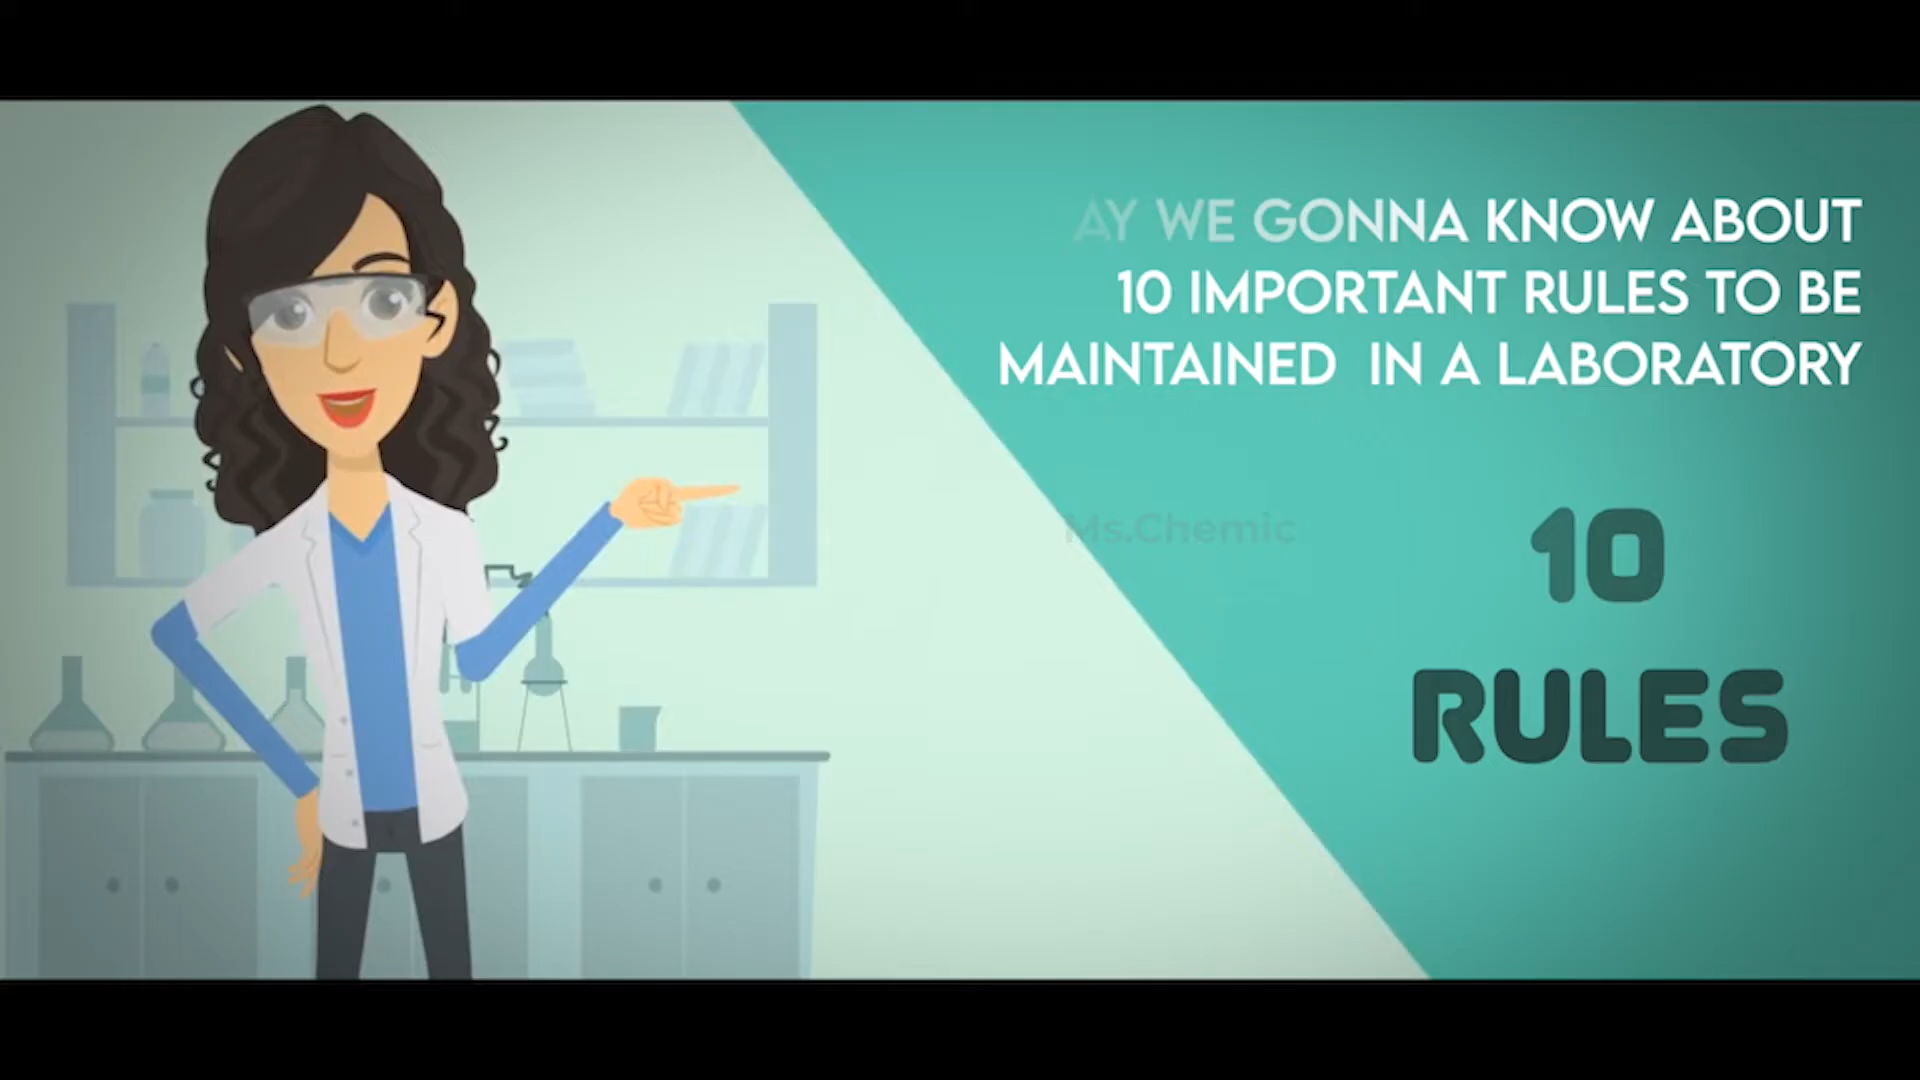 AY WE GONNA KNOW ABOUT
10 IMPORTANT RULES TO BE
MAINTAINED IN A LABORATORY
Ms.Chemic
10
RULES